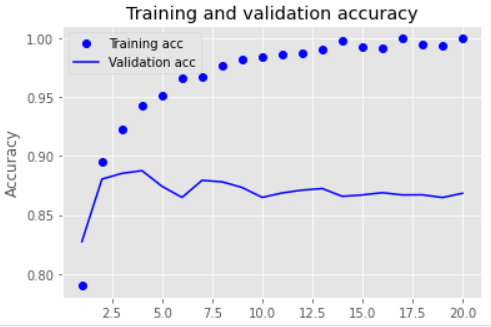 Training and validation accuracy
Training acc
Validation acc
Accuracy
1.00
0.95
0.90
0.85
0.80
2.5 5.0 7.5 10.0 12.5 15.0 17.5 20.0